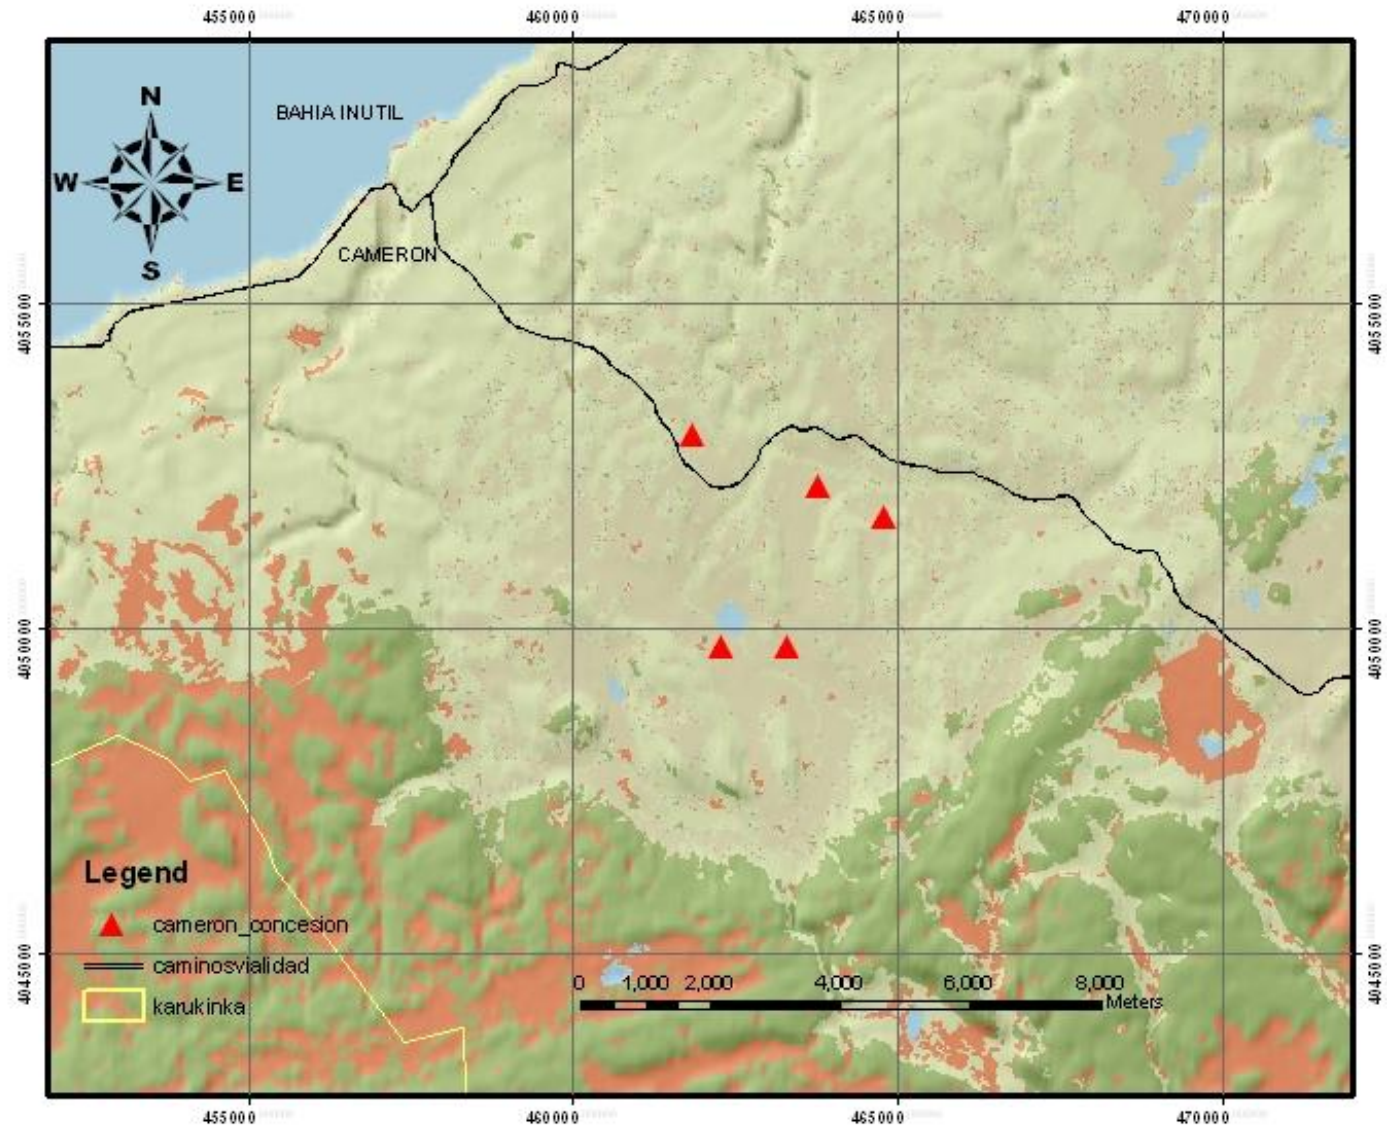 455000 460000 465000 470000
N
W E
S
BAHIA INUTIL
CAMERON
4055000 4055000
4050000 4050000
4045000 4045000
Legend
cameron_concesion
caminosvialidad
karukinka
0 1,000 2,000 4,000 6,000 8,000
Meters
455000 460000 465000 470000